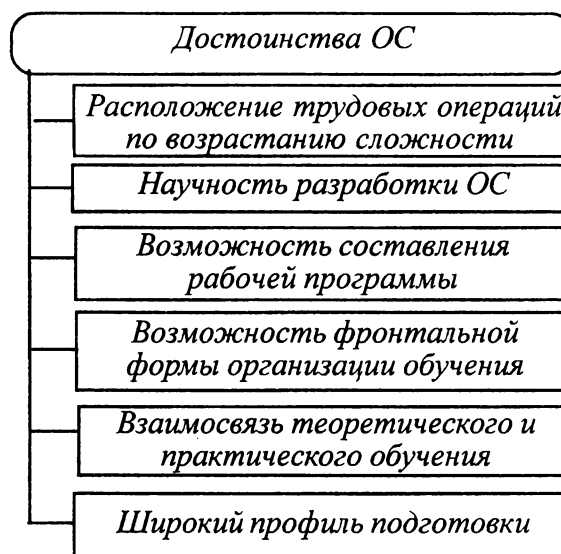 Достоинства ОС
Расположение трудовых операций
по возрастанию сложности
Научность разработки ОС
Возможность составления
рабочей программы
Возможность фронтальной
формы организации обучения
Взаимосвязь теоретического и
практического обучения
Широкий профиль подготовки